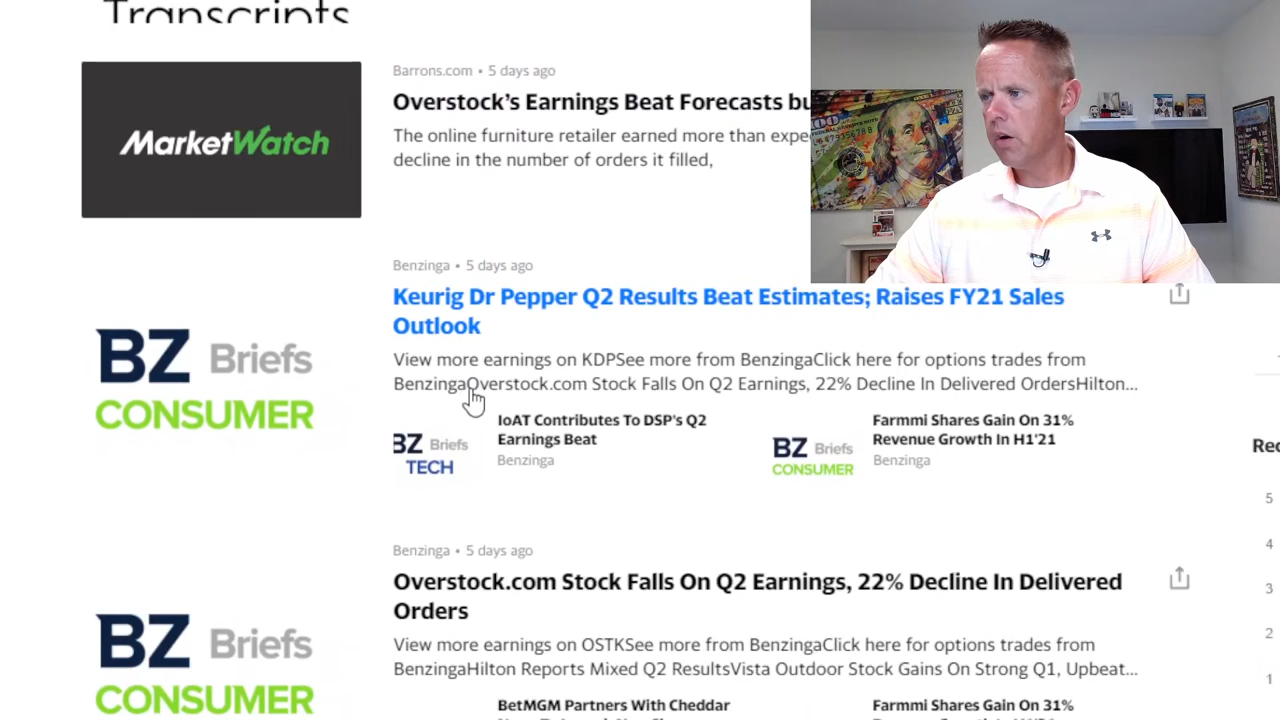 Transcripts
MarketWatch
Barrons.com • 5 days ago
Overstock's Earnings Beat Forecasts bu
The online furniture retailer earned more than expe
decline in the number of orders it filled,
Benzinga • 5 days ago
Keurig Dr Pepper Q2 Results Beat Estimates; Raises FY21 Sales
Outlook
BZ Briefs
CONSUMER
View more earnings on KDPSee more from BenzingaClick here for options trades from
BenzingaOverstock.com Stock Falls On Q2 Earnings, 22% Decline In Delivered OrdersHilton...
BZ Briefs
TECH
IoAT Contributes To DSP's Q2
Earnings Beat
Benzinga
BZ Briefs
CONSUMER
Farmmi Shares Gain On 31%
Revenue Growth In H1'21
Benzinga
Rec
5
4
3
2
1
Benzinga • 5 days ago
Overstock.com Stock Falls On Q2 Earnings, 22% Decline In Delivered
Orders
BZ Briefs
CONSUMER
View more earnings on OSTKSee more from BenzingaClick here for options trades from
BenzingaHilton Reports Mixed Q2 ResultsVista Outdoor Stock Gains On Strong Q1, Upbeat...
BetMGM Partners With Cheddar
Farmmi Shares Gain On 31%